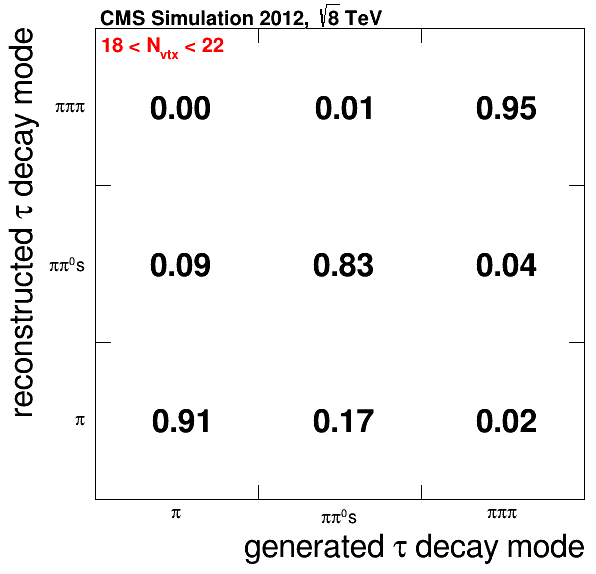 CMS Simulation 2012, √8 TeV
18 < Nvtx < 22
reconstructed τ decay mode
πππ 0.00 0.01 0.95
ππ⁰s 0.09 0.83 0.04
π 0.91 0.17 0.02
π ππ⁰s πππ
generated τ decay mode